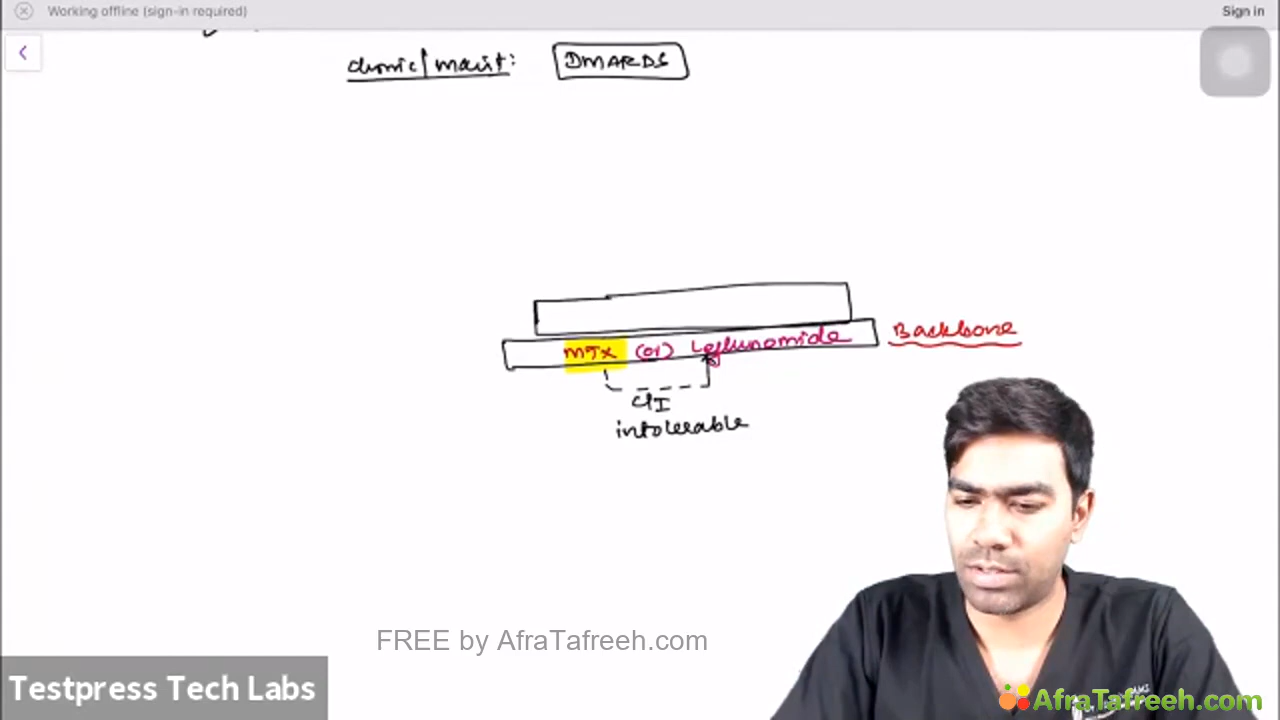 Working offline (sign-in required)
Sign in
chronic/maint:
DMARDS
MTX (or) Leflunomide
Backbone
C/I
intolerable
FREE by AfraTafreeh.com
Testpress Tech Labs
AfraTafreeh.com